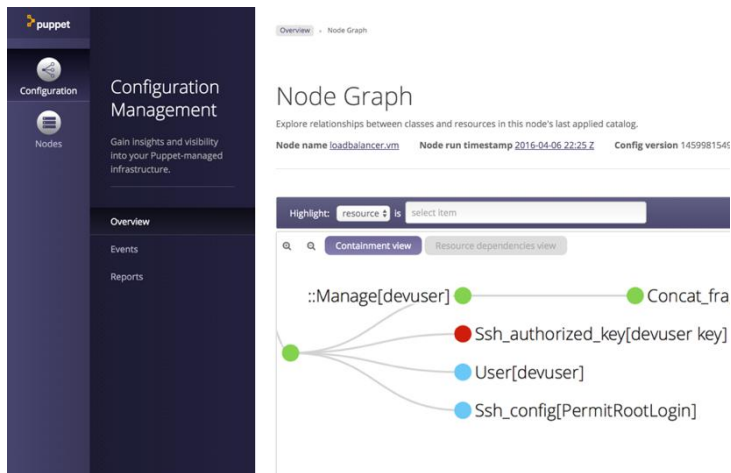 puppet
Configuration
Nodes
Configuration
Management
Gain insights and visibility
into your Puppet-managed
infrastructure.
Overview
Events
Reports
Overview
Node Graph
Node Graph
Explore relationships between classes and resources in this node's last applied catalog.
Node name loadbalancer.vm Node run timestamp 2016-04-06 22:25 Z Config version 1459981549
Highlight: resource is select item
Containment view Resource dependencies view
::Manage[devuser] Concat_fra
Ssh_authorized_key[devuser key]
User[devuser]
Ssh_config[PermitRootLogin]